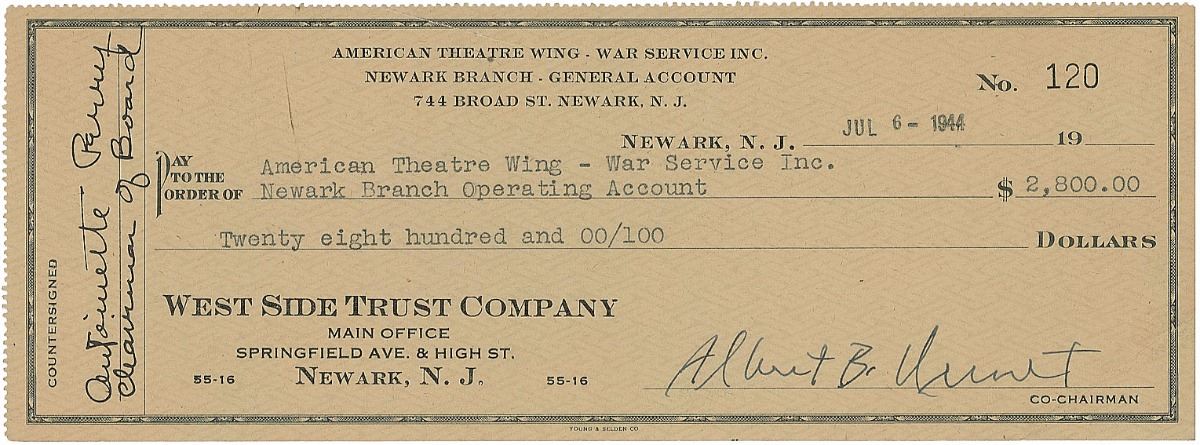 AMERICAN THEATRE WING - WAR SERVICE INC.
NEWARK BRANCH - GENERAL ACCOUNT
744 BROAD ST. NEWARK, N. J.
No. 120
NEWARK, N. J. JUL 6 - 1944 19
PAY TO THE ORDER OF American Theatre Wing - War Service Inc.
Newark Branch Operating Account $ 2,800.00
Twenty eight hundred and 00/100 DOLLARS
WEST SIDE TRUST COMPANY
MAIN OFFICE
SPRINGFIELD AVE. & HIGH ST.
55-16 NEWARK, N. J. 55-16
Albert B.
CO-CHAIRMAN
COUNTERSIGNED
Antoinette Perry
Chairman of Board
YOUNG & SELDEN CO